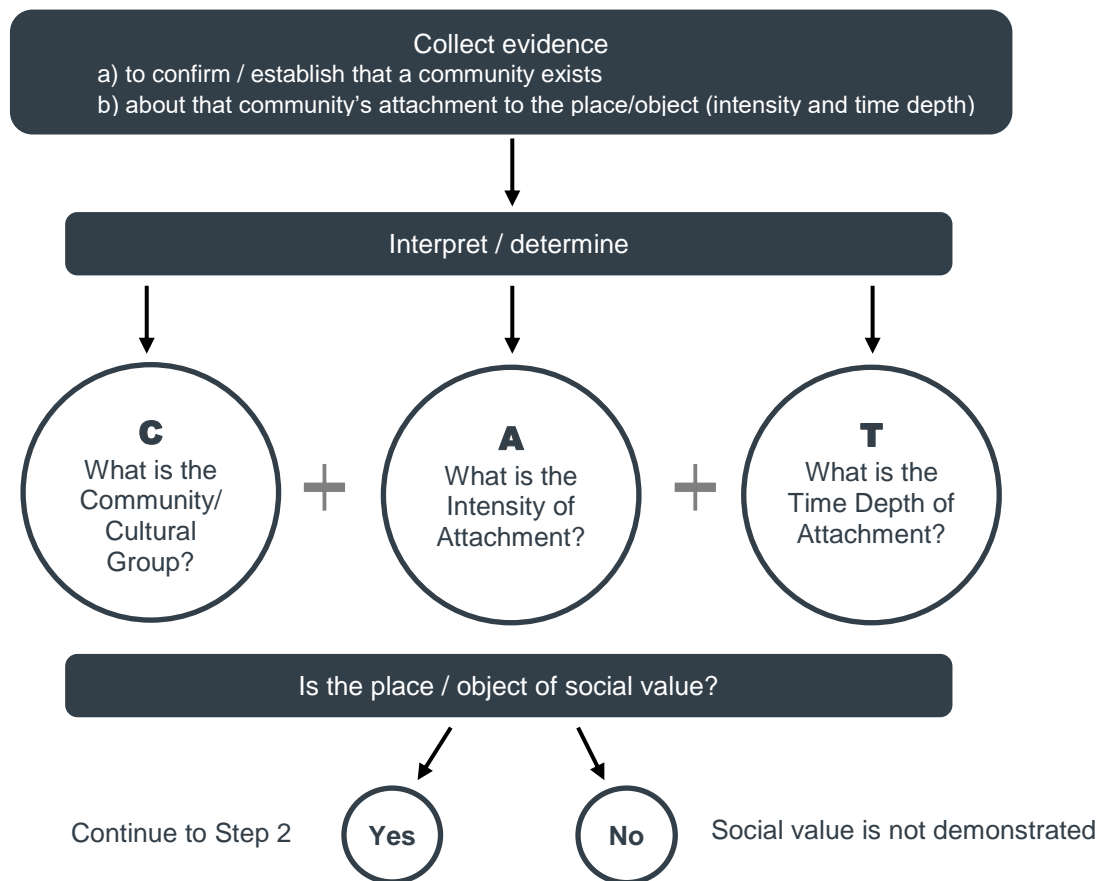 Collect evidence
a) to confirm / establish that a community exists
b) about that community's attachment to the place/object (intensity and time depth)
Interpret / determine
C
What is the
Community/
Cultural
Group?
+
A
What is the
Intensity of
Attachment?
+
T
What is the
Time Depth of
Attachment?
Is the place / object of social value?
Continue to Step 2
Yes
No
Social value is not demonstrated